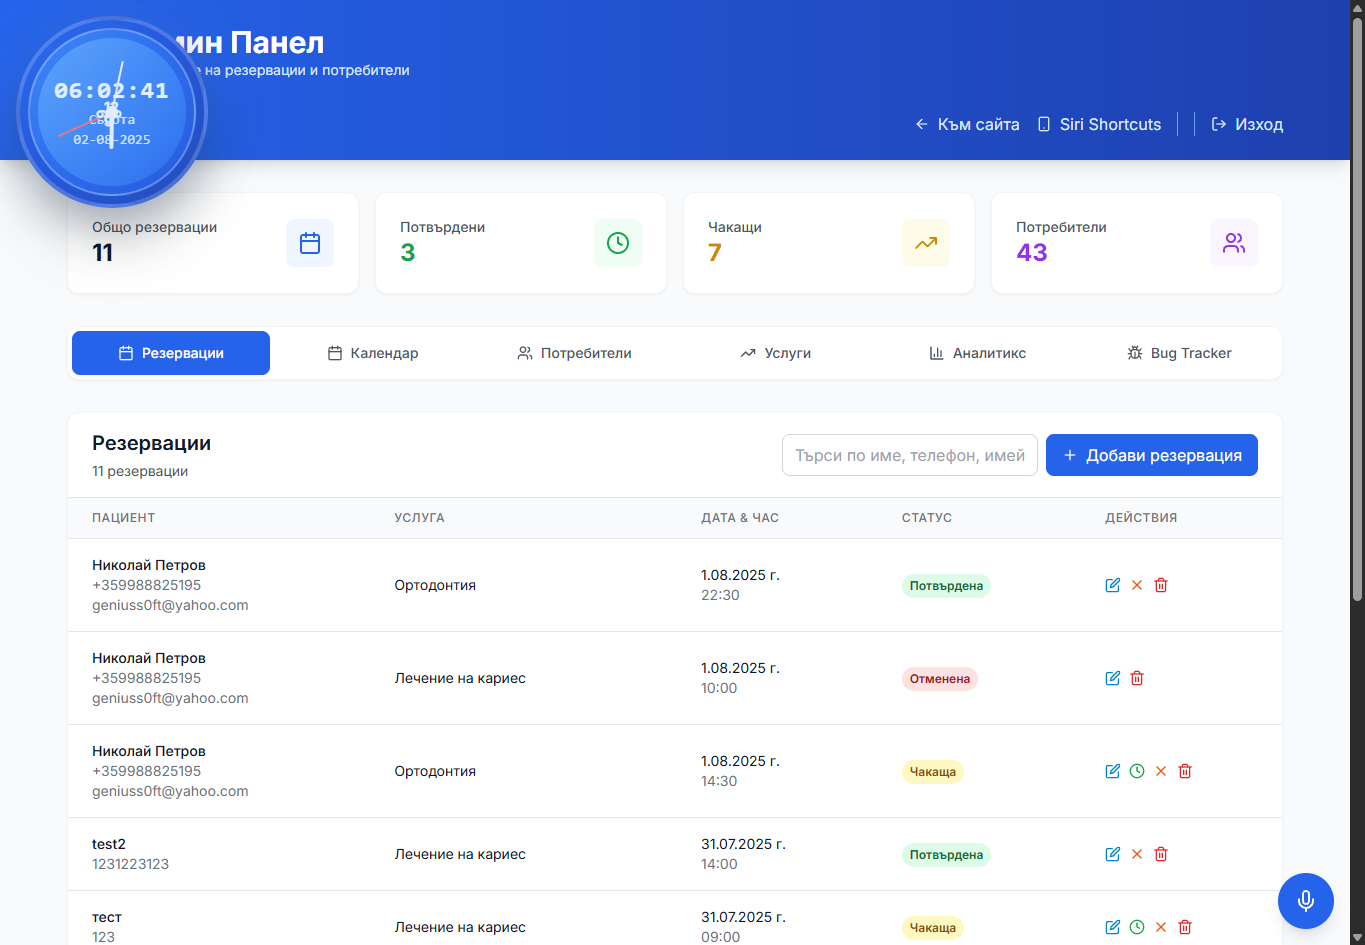 мин Панел
на резервации и потребители
06:02:41
Събота
02-08-2025
Към сайта
Siri Shortcuts
Изход
Общо резервации
11
Потвърдени
3
Чакащи
7
Потребители
43
Резервации
Календар
Потребители
Услуги
Аналитикс
Bug Tracker
Резервации
11 резервации
Търси по име, телефон, имей
Добави резервация
ПАЦИЕНТ
УСЛУГА
ДАТА & ЧАС
СТАТУС
ДЕЙСТВИЯ
Николай Петров
+359988825195
geniuss0ft@yahoo.com
Ортодонтия
1.08.2025 г.
22:30
Потвърдена
Николай Петров
+359988825195
geniuss0ft@yahoo.com
Лечение на кариес
1.08.2025 г.
10:00
Отменена
Николай Петров
+359988825195
geniuss0ft@yahoo.com
Ортодонтия
1.08.2025 г.
14:30
Чакаща
test2
1231223123
Лечение на кариес
31.07.2025 г.
14:00
Потвърдена
тест
123
Лечение на кариес
31.07.2025 г.
09:00
Чакаща